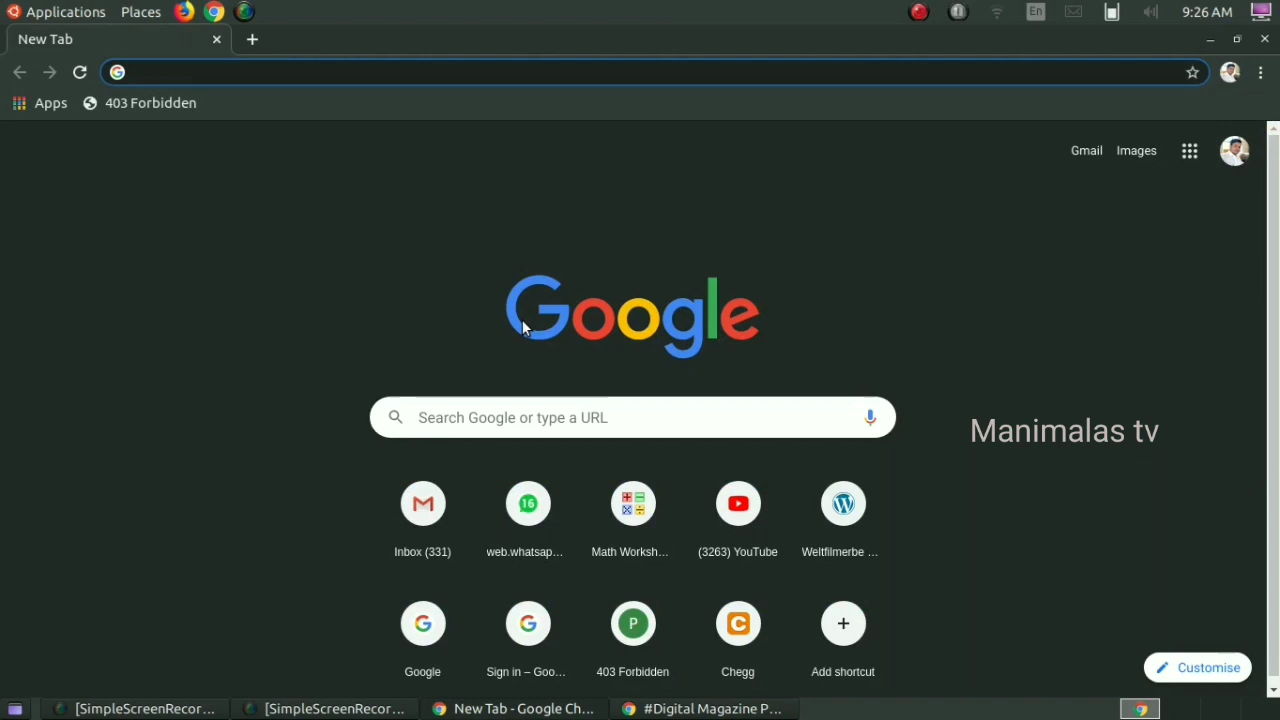 Applications Places En 9:26 AM
New Tab
Apps 403 Forbidden
Gmail Images
Google
Search Google or type a URL
Manimalas tv
16
Inbox (331) web.whatsap... Math Worksh... (3263) YouTube Weltfilmerbe ...
P C
Google Sign in – Goo... 403 Forbidden Chegg Add shortcut
Customise
[SimpleScreenRecor... [SimpleScreenRecor... New Tab - Google Ch... #Digital Magazine P...